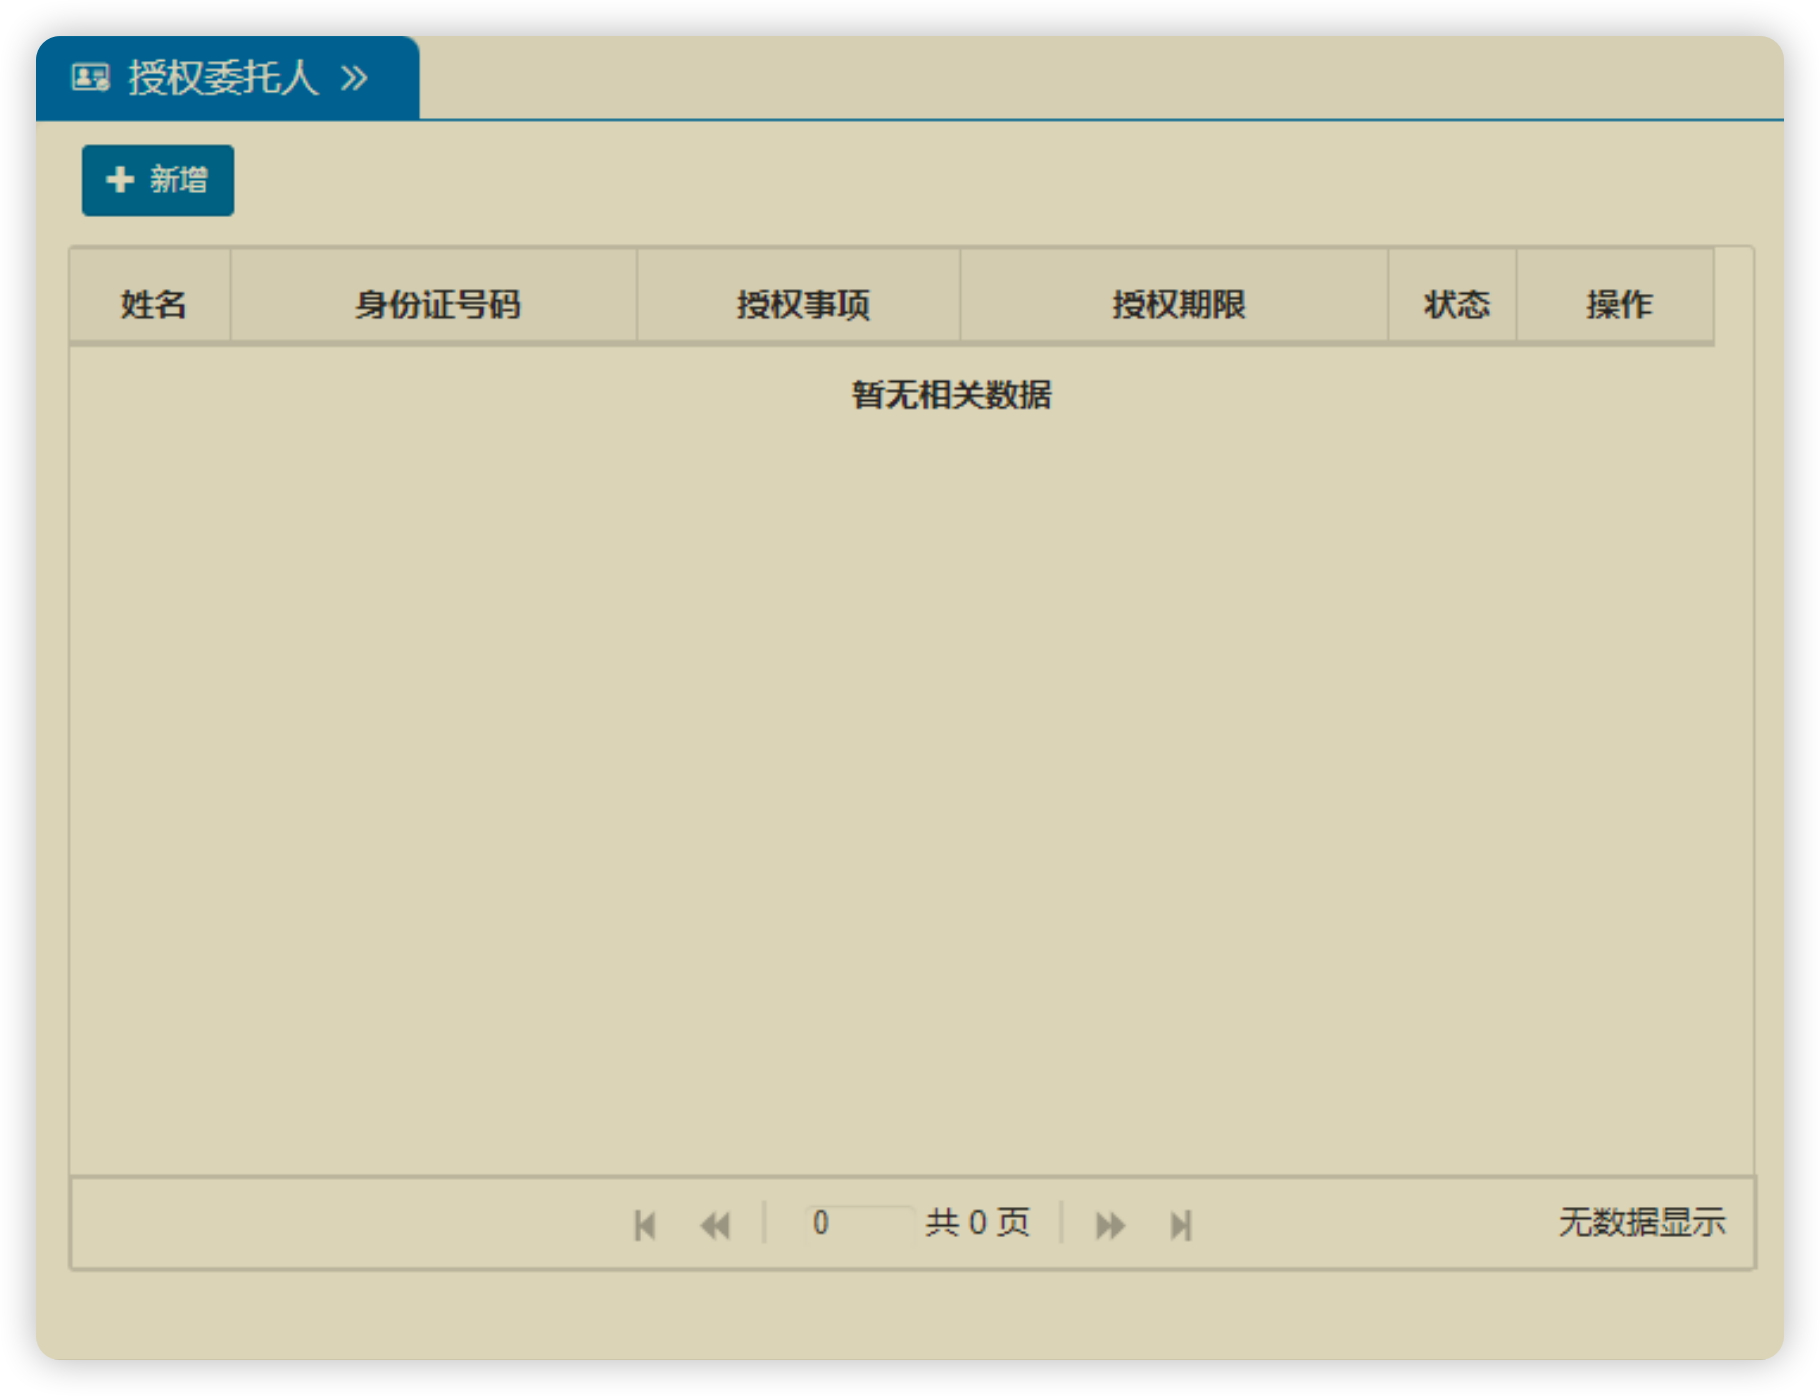 授权委托人 »
新增
姓名 身份证号码 授权事项 授权期限 状态 操作
暂无相关数据
0 共 0 页 无数据显示